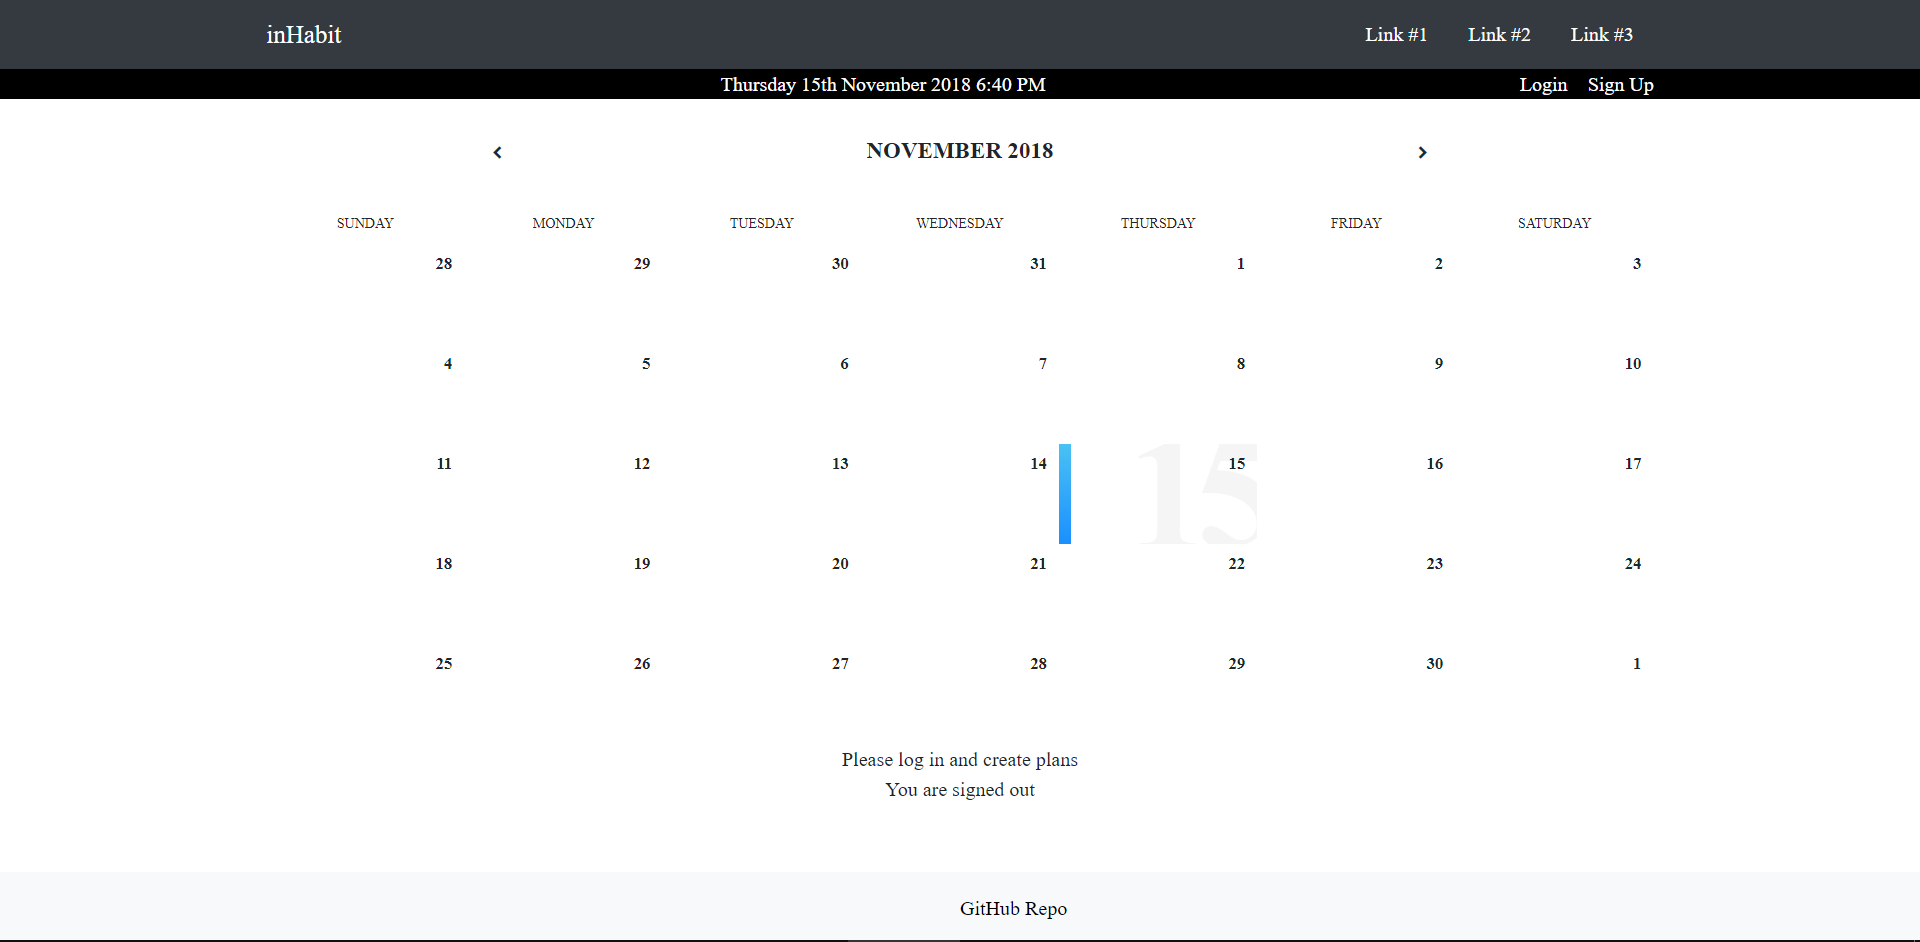 inHabit Link #1 Link #2 Link #3
Thursday 15th November 2018 6:40 PM Login Sign Up
NOVEMBER 2018
SUNDAY MONDAY TUESDAY WEDNESDAY THURSDAY FRIDAY SATURDAY
28 29 30 31 1 2 3
4 5 6 7 8 9 10
11 12 13 14 15 15 16 17
18 19 20 21 22 23 24
25 26 27 28 29 30 1
Please log in and create plans
You are signed out
GitHub Repo